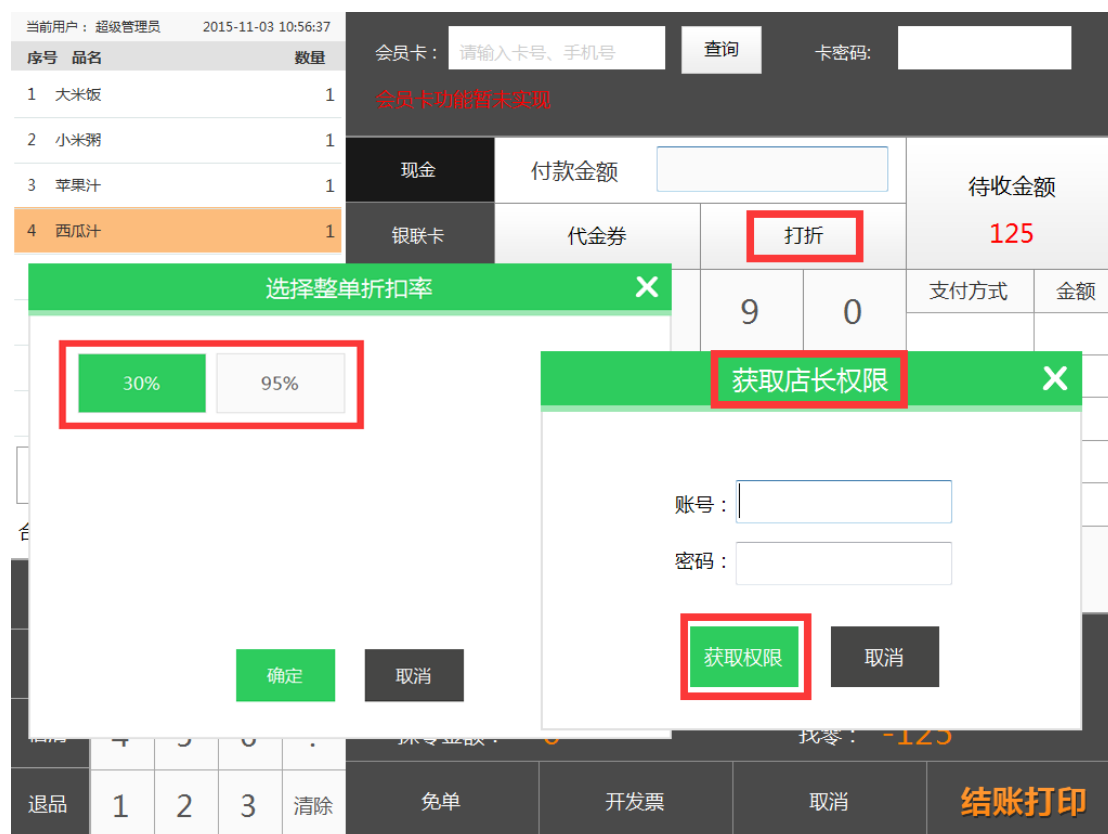 当前用户： 超级管理员 2015-11-03 10:56:37
序号 品名 数量
1 大米饭 1
2 小米粥 1
3 苹果汁 1
4 西瓜汁 1
会员卡： 请输入卡号、手机号 查询 卡密码:
会员卡功能暂未实现
现金 付款金额
待收金额
125
银联卡 代金券 打折
支付方式 金额
9 0
选择整单折扣率
30% 95%
确定 取消
获取店长权限
账号：
密码：
获取权限 取消
找零： -125
退品 1 2 3 清除
免单 开发票 取消 结账打印